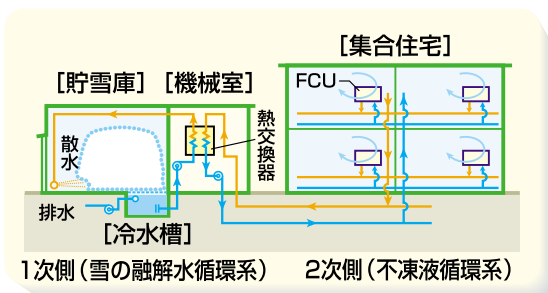 ［集合住宅］
［貯雪庫］
［機械室］
FCU
散水
熱交換器
排水
［冷水槽］
1次側（雪の融解水循環系）
2次側（不凍液循環系）